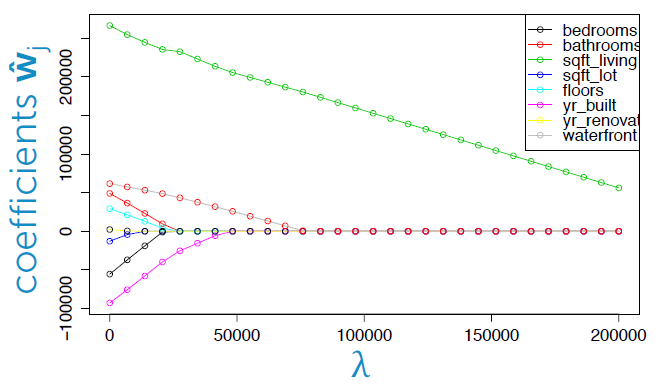 bedrooms
bathrooms
sqft_living
sqft_lot
floors
yr_built
yr_renovat
waterfront
coefficients ŵj
200000
100000
0
-100000
0
50000
100000
150000
200000
λ